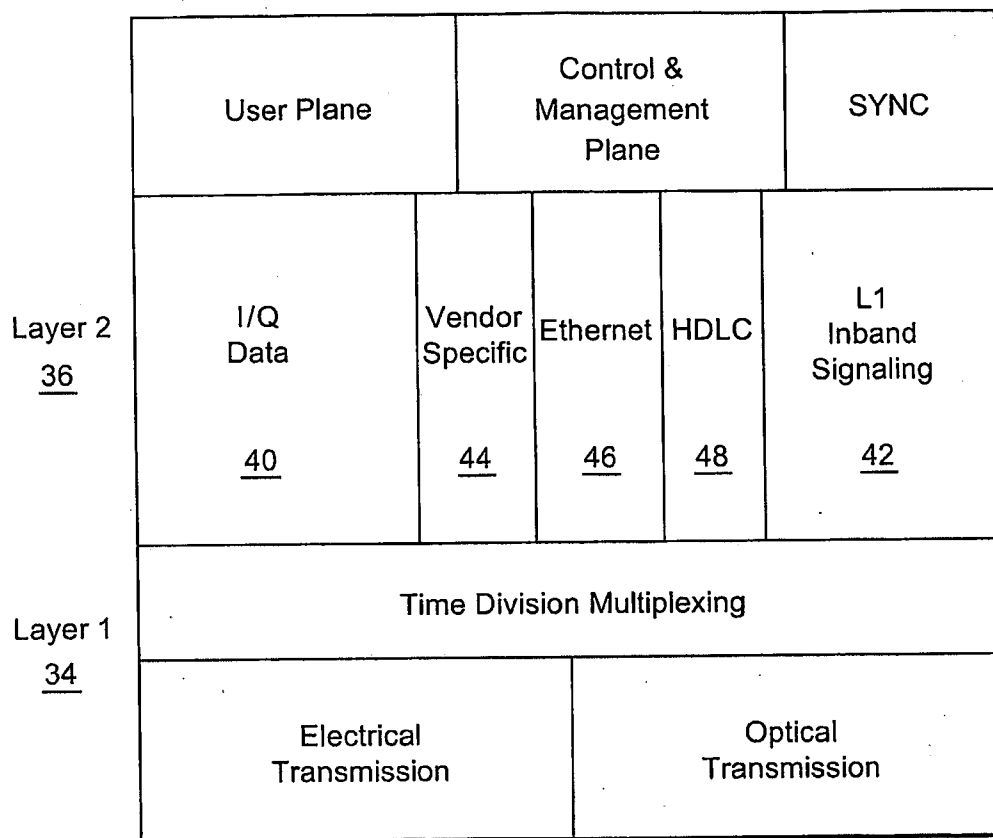 User Plane
Control &
Management
Plane
SYNC
Layer 2
36
I/Q
Data
40
Vendor
Specific
44
Ethernet
46
HDLC
48
L1
Inband
Signaling
42
Layer 1
34
Time Division Multiplexing
Electrical
Transmission
Optical
Transmission